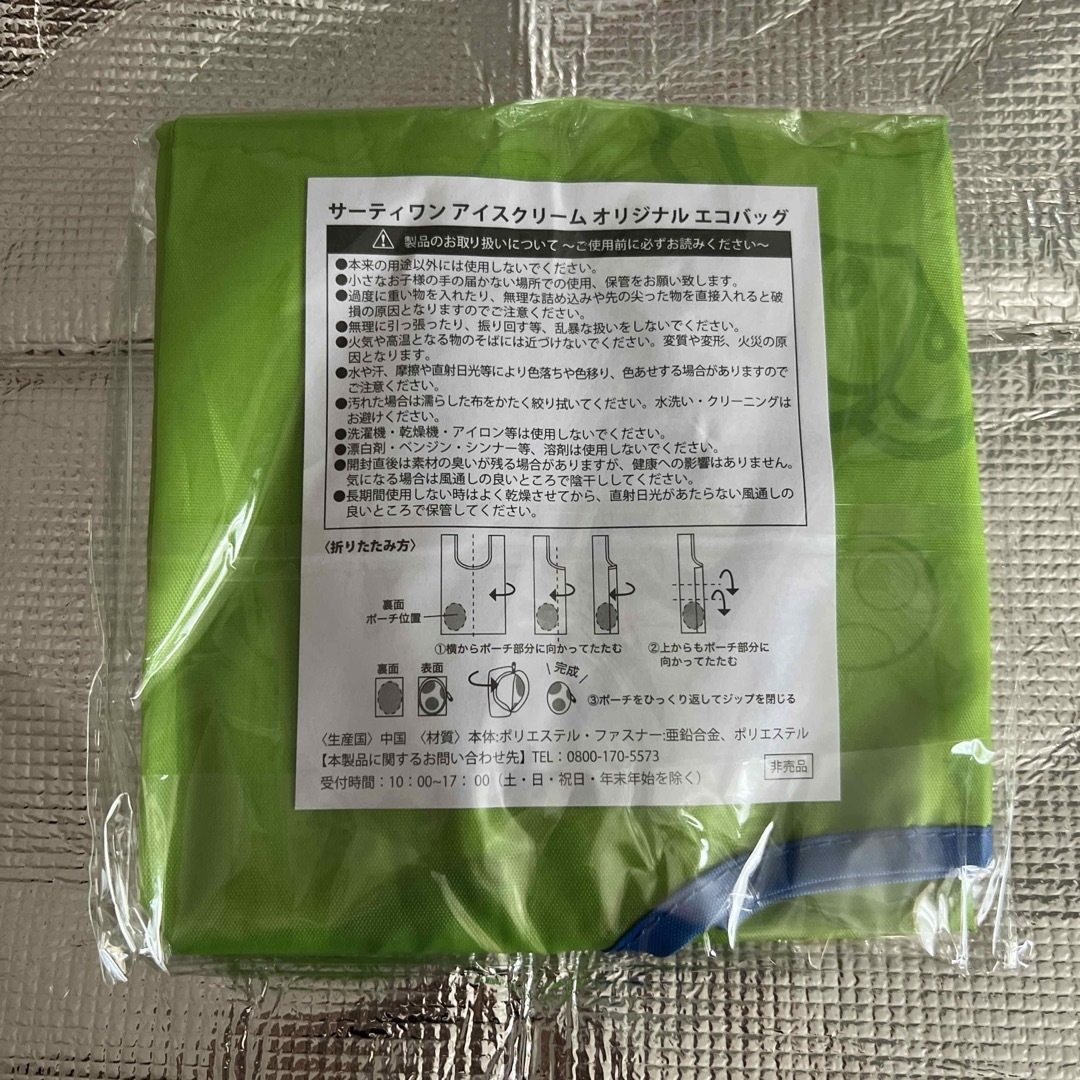 サーティワン アイスクリーム オリジナル エコバッグ
製品のお取り扱いについて ～ご使用前に必ずお読みください～
●本来の用途以外には使用しないでください。
●小さなお子様の手の届かない場所での使用、保管をお願い致します。
●過度に重い物を入れたり、無理な詰め込みや先の尖った物を直接入れると破
損の原因となりますのでご注意ください。
●無理に引っ張ったり、振り回す等、乱暴な扱いをしないでください。
●火気や高温となる物のそばには近づけないでください。変質や変形、火災の原
因となります。
●水や汗、摩擦や直射日光等により色落ちや色移り、色あせする場合がありますので
ご注意ください。
●汚れた場合は濡らした布をかたく絞り拭いてください。水洗い・クリーニングは
お避けください。
●洗濯機・乾燥機・アイロン等は使用しないでください。
●漂白剤・ベンジン・シンナー等、溶剤は使用しないでください。
●開封直後は素材の臭いが残る場合がありますが、健康への影響はありません。
気になる場合は風通しの良いところで陰干ししてください。
●長期間使用しない時はよく乾燥させてから、直射日光があたらない風通しの
良いところで保管してください。
〈折りたたみ方〉
裏面
ポーチ位置
①横からポーチ部分に向かってたたむ
②上からもポーチ部分に
向かってたたむ
裏面
表面
\ 完成 /
③ポーチをひっくり返してジップを閉じる
〈生産国〉中国 〈材質〉本体:ポリエステル・ファスナー:亜鉛合金、ポリエステル
【本製品に関するお問い合わせ先】TEL：0800-170-5573
受付時間：10：00~17：00（土・日・祝日・年末年始を除く）
非売品